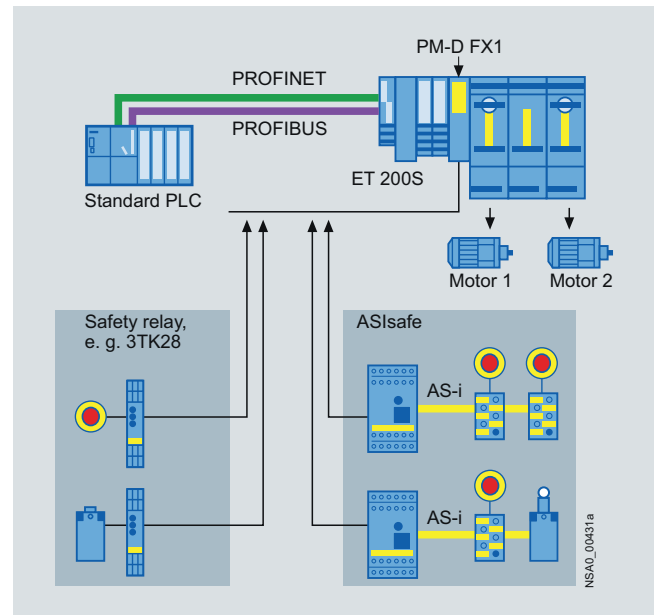 PM-D FX1
PROFINET
PROFIBUS
ET 200S
Standard PLC
Motor 1
Motor 2
Safety relay,
e. g. 3TK28
ASIsafe
AS-i
AS-i
NSA0_00431a